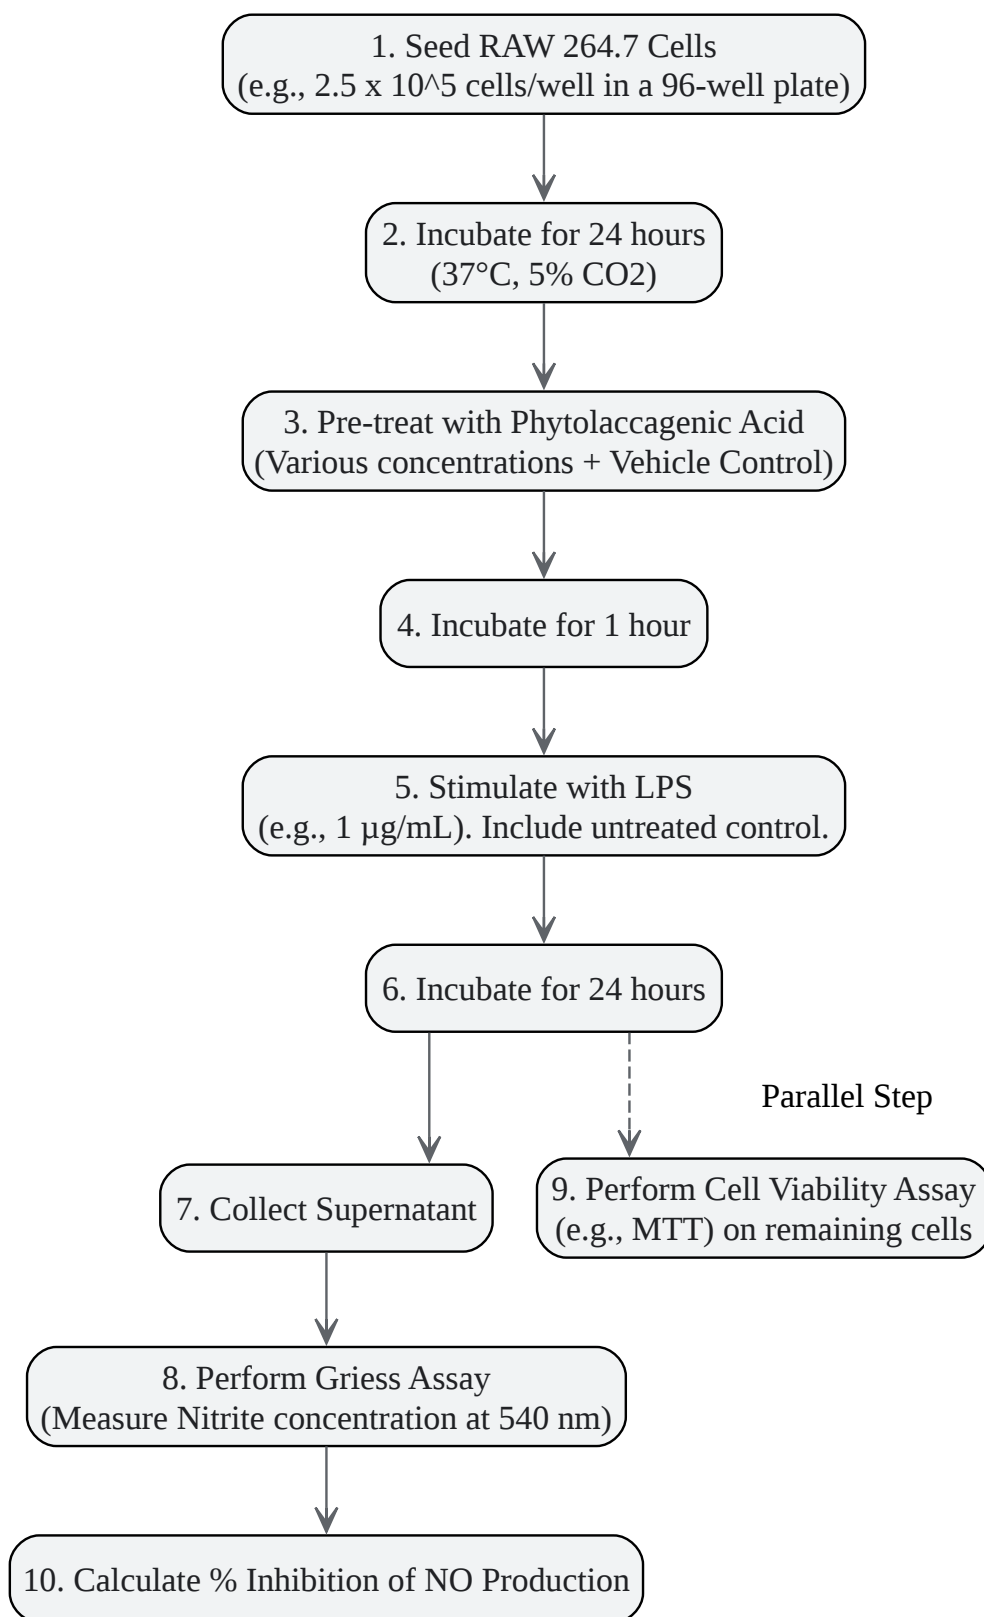 1. Seed RAW 264.7 Cells
(e.g., 2.5 x 10^5 cells/well in a 96-well plate)
2. Incubate for 24 hours
(37°C, 5% CO2)
3. Pre-treat with Phytolaccagenic Acid
(Various concentrations + Vehicle Control)
4. Incubate for 1 hour
5. Stimulate with LPS
(e.g., 1 µg/mL). Include untreated control.
6. Incubate for 24 hours
Parallel Step
7. Collect Supernatant
9. Perform Cell Viability Assay
(e.g., MTT) on remaining cells
8. Perform Griess Assay
(Measure Nitrite concentration at 540 nm)
10. Calculate % Inhibition of NO Production